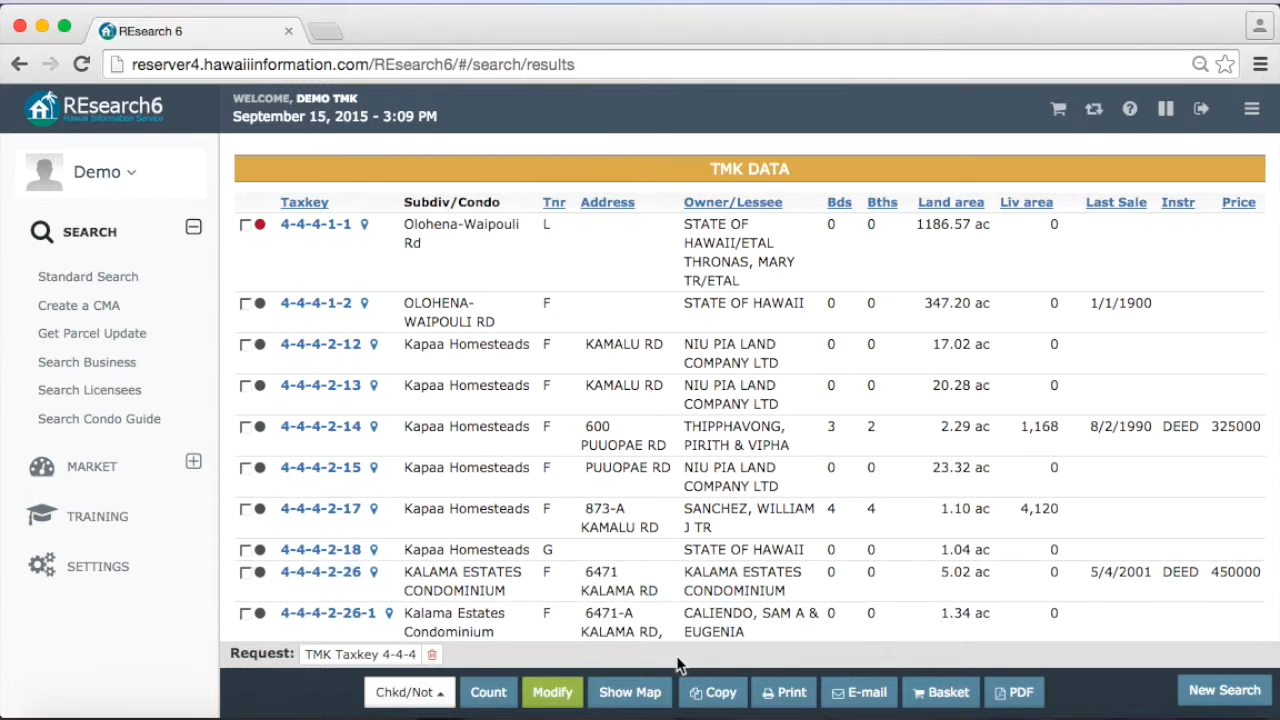 REsearch 6
reserver4.hawaiiinformation.com/REsearch6/#/search/results
REsearch6
Hawaii Information Service
WELCOME, DEMO TMK
September 15, 2015 - 3:09 PM
Demo
SEARCH
Standard Search
Create a CMA
Get Parcel Update
Search Business
Search Licensees
Search Condo Guide
MARKET
TRAINING
SETTINGS
TMK DATA
Taxkey Subdiv/Condo Tnr Address Owner/Lessee Bds Bths Land area Liv area Last Sale Instr Price
4-4-4-1-1 Olohena-Waipouli L STATE OF 0 0 1186.57 ac 0
Rd HAWAII/ETAL
THRONAS, MARY
TR/ETAL
4-4-4-1-2 OLOHENA- F STATE OF HAWAII 0 0 347.20 ac 0 1/1/1900
WAIPOULI RD
4-4-4-2-12 Kapaa Homesteads F KAMALU RD NIU PIA LAND 0 0 17.02 ac 0
COMPANY LTD
4-4-4-2-13 Kapaa Homesteads F KAMALU RD NIU PIA LAND 0 0 20.28 ac 0
COMPANY LTD
4-4-4-2-14 Kapaa Homesteads F 600 THIPPHAVONG, 3 2 2.29 ac 1,168 8/2/1990 DEED 325000
PUUOPAE RD PIRITH & VIPHA
4-4-4-2-15 Kapaa Homesteads F PUUOPAE RD NIU PIA LAND 0 0 23.32 ac 0
COMPANY LTD
4-4-4-2-17 Kapaa Homesteads F 873-A SANCHEZ, WILLIAM 4 4 1.10 ac 4,120
KAMALU RD J TR
4-4-4-2-18 Kapaa Homesteads G STATE OF HAWAII 0 0 1.04 ac 0
4-4-4-2-26 KALAMA ESTATES F 6471 KALAMA ESTATES 0 0 5.02 ac 0 5/4/2001 DEED 450000
CONDOMINIUM KALAMA RD CONDOMINIUM
4-4-4-2-26-1 Kalama Estates F 6471-A CALIENDO, SAM A & 0 0 1.34 ac 0
Condominium KALAMA RD, EUGENIA
Request: TMK Taxkey 4-4-4
Chkd/Not Count Modify Show Map Copy Print E-mail Basket PDF New Search